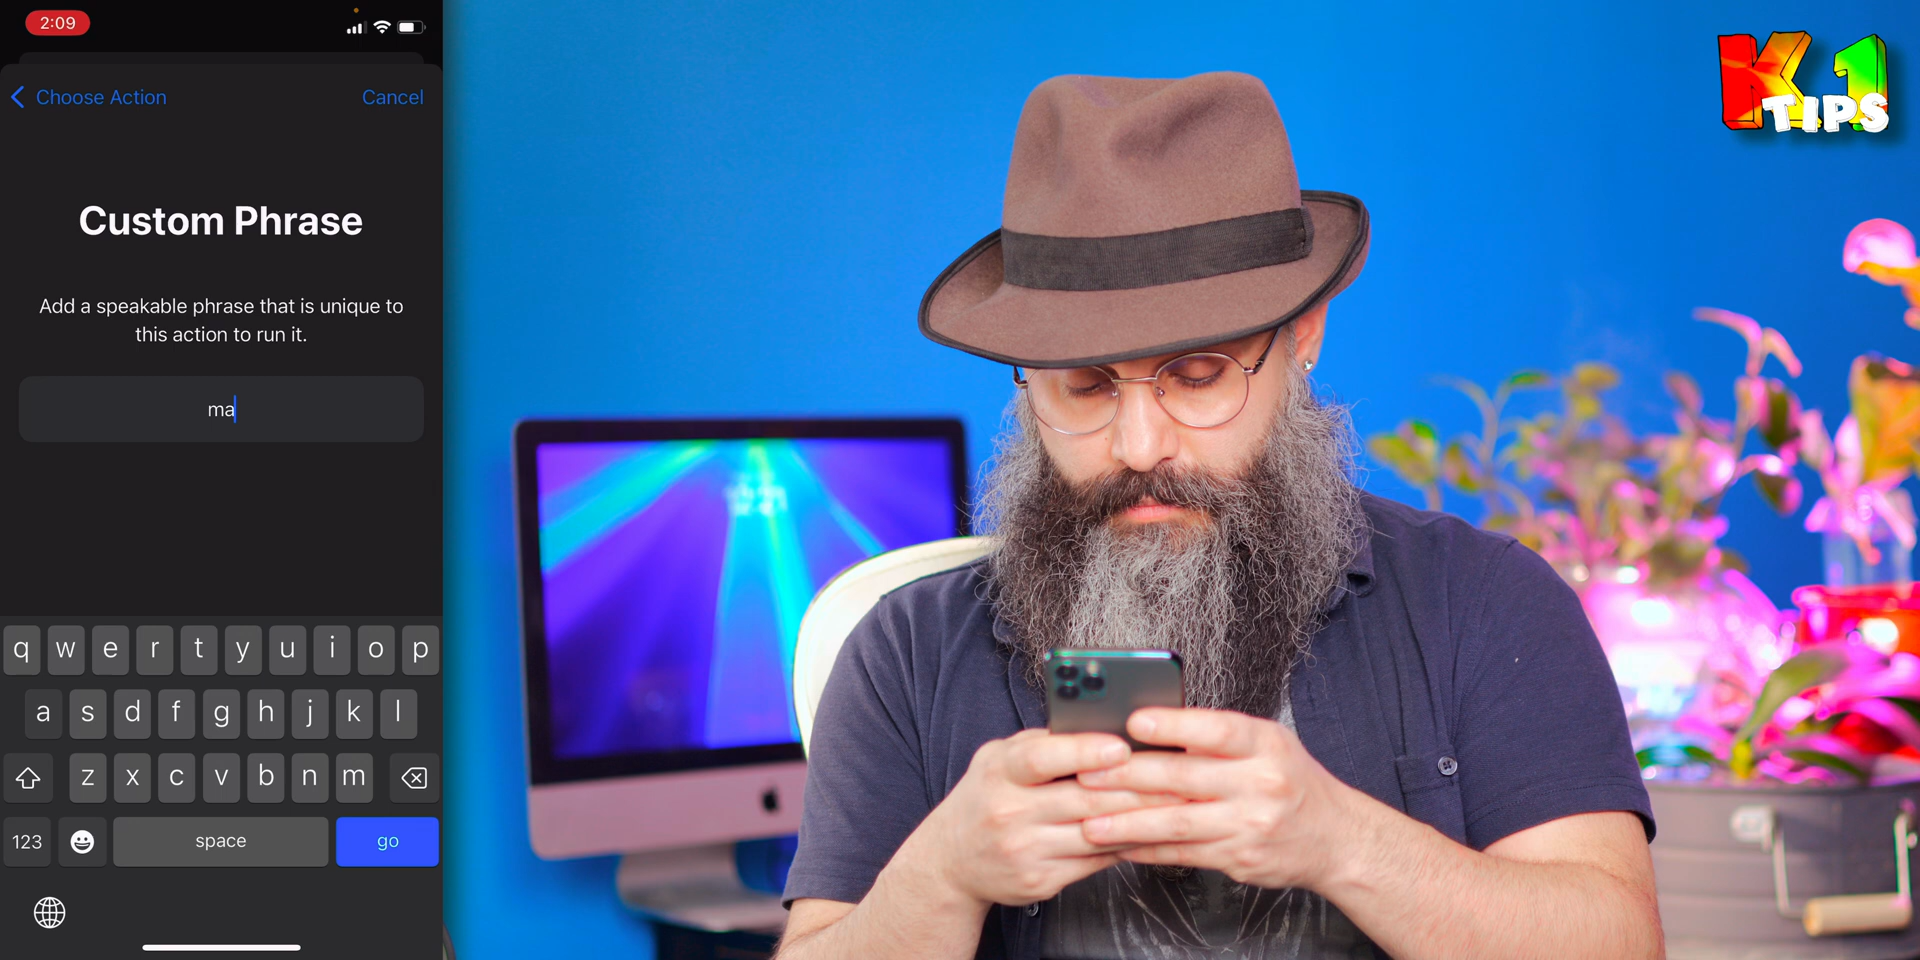 2:09
Choose Action
Cancel
Custom Phrase
Add a speakable phrase that is unique to
this action to run it.
ma
q w e r t y u i o p
a s d f g h j k l
z x c v b n m
123
space
go
K1
TIPS